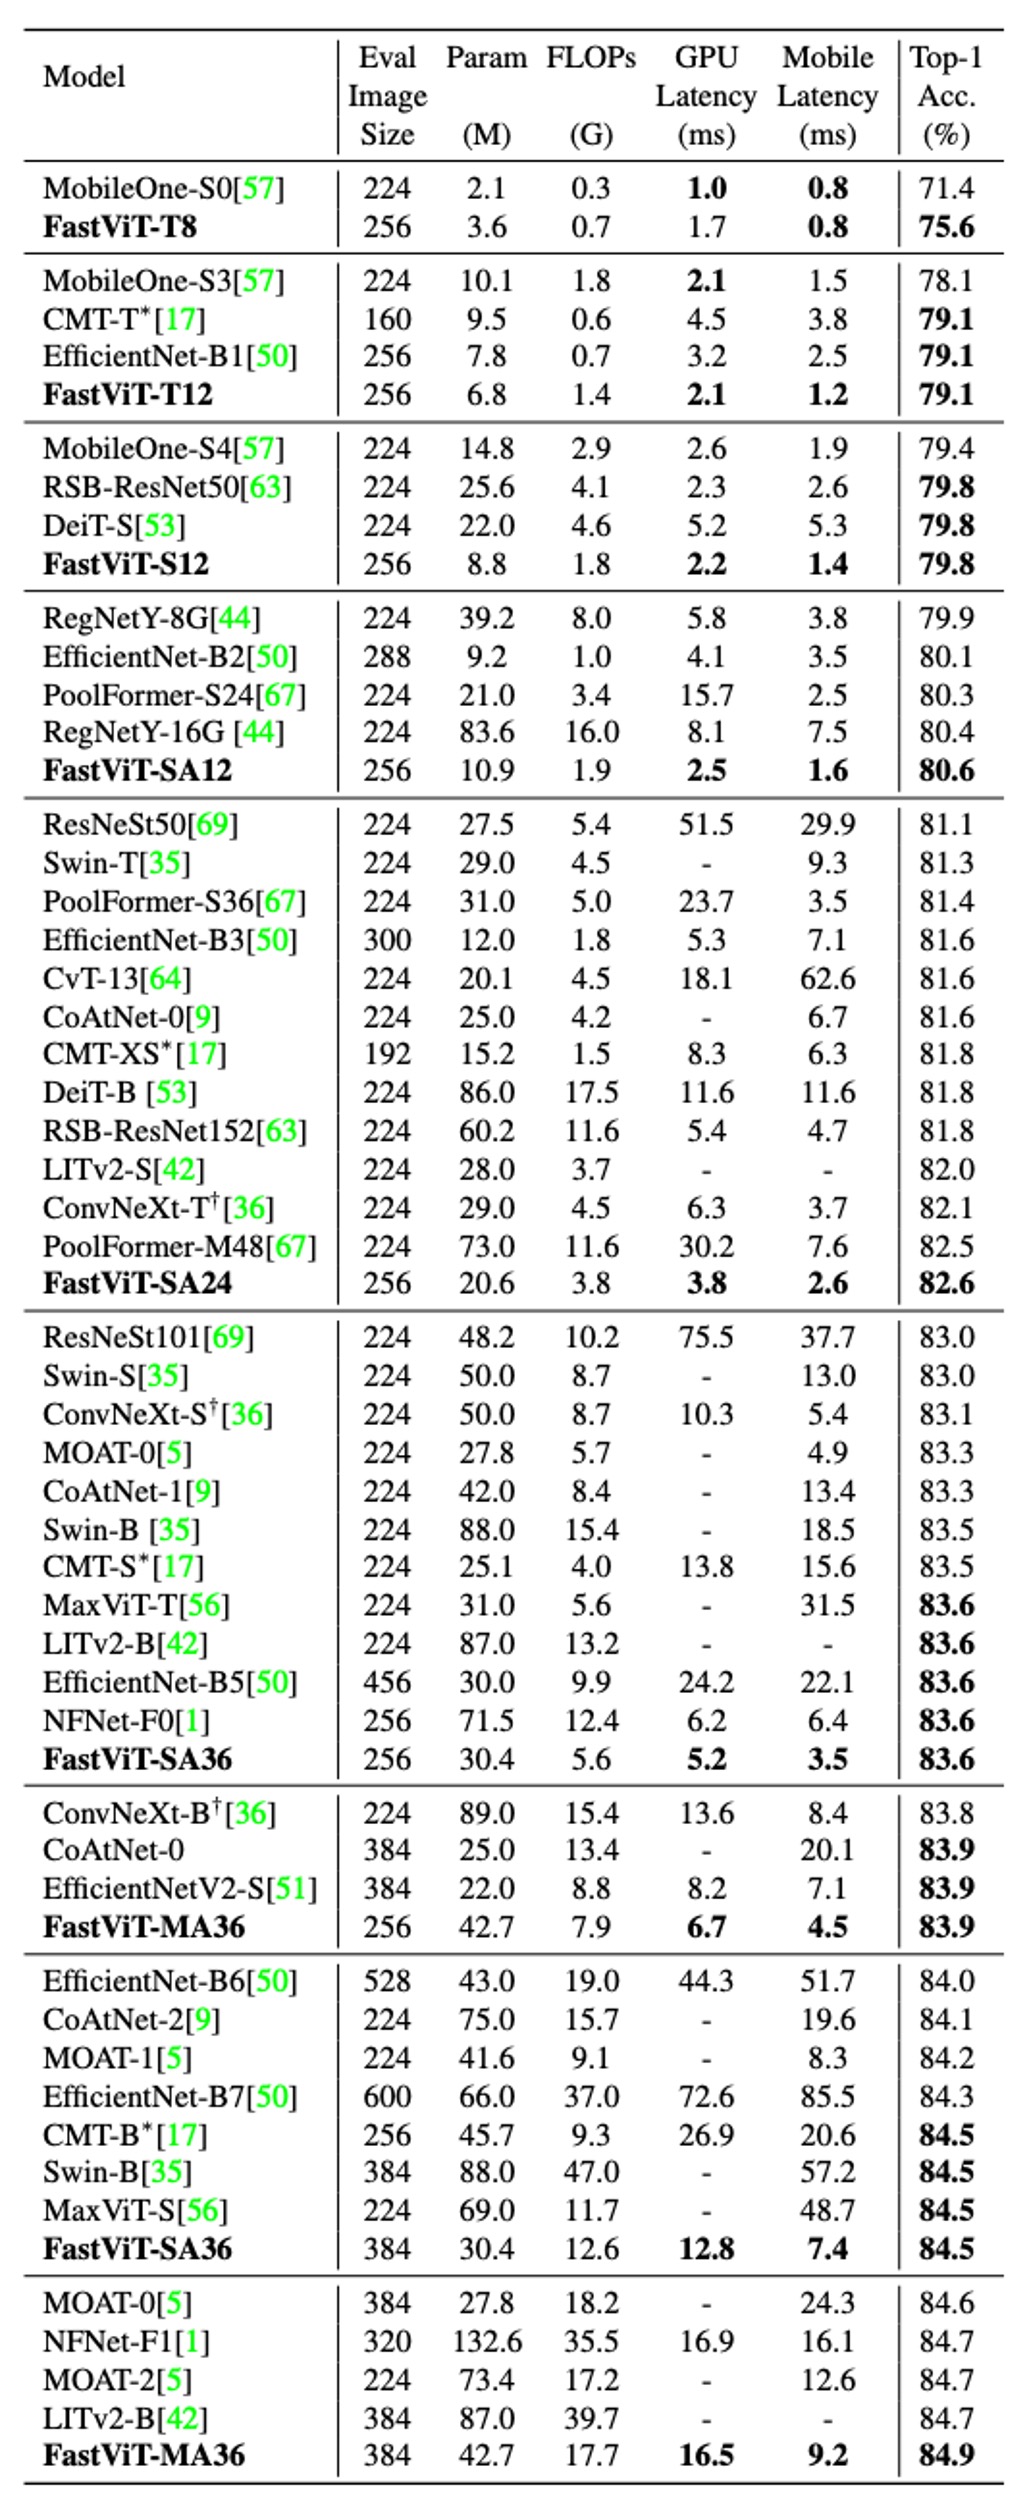 Model Eval Image Size Param (M) FLOPs (G) GPU Latency (ms) Mobile Latency (ms) Top-1 Acc. (%)
MobileOne-S0[57] 224 2.1 0.3 1.0 0.8 71.4
FastViT-T8 256 3.6 0.7 1.7 0.8 75.6
MobileOne-S3[57] 224 10.1 1.8 2.1 1.5 78.1
CMT-T*[17] 160 9.5 0.6 4.5 3.8 79.1
EfficientNet-B1[50] 256 7.8 0.7 3.2 2.5 79.1
FastViT-T12 256 6.8 1.4 2.1 1.2 79.1
MobileOne-S4[57] 224 14.8 2.9 2.6 1.9 79.4
RSB-ResNet50[63] 224 25.6 4.1 2.3 2.6 79.8
DeiT-S[53] 224 22.0 4.6 5.2 5.3 79.8
FastViT-S12 256 8.8 1.8 2.2 1.4 79.8
RegNetY-8G[44] 224 39.2 8.0 5.8 3.8 79.9
EfficientNet-B2[50] 288 9.2 1.0 4.1 3.5 80.1
PoolFormer-S24[67] 224 21.0 3.4 15.7 2.5 80.3
RegNetY-16G [44] 224 83.6 16.0 8.1 7.5 80.4
FastViT-SA12 256 10.9 1.9 2.5 1.6 80.6
ResNeSt50[69] 224 27.5 5.4 51.5 29.9 81.1
Swin-T[35] 224 29.0 4.5 - 9.3 81.3
PoolFormer-S36[67] 224 31.0 5.0 23.7 3.5 81.4
EfficientNet-B3[50] 300 12.0 1.8 5.3 7.1 81.6
CvT-13[64] 224 20.1 4.5 18.1 62.6 81.6
CoAtNet-0[9] 224 25.0 4.2 - 6.7 81.6
CMT-XS*[17] 192 15.2 1.5 8.3 6.3 81.8
DeiT-B [53] 224 86.0 17.5 11.6 11.6 81.8
RSB-ResNet152[63] 224 60.2 11.6 5.4 4.7 81.8
LITv2-S[42] 224 28.0 3.7 - - 82.0
ConvNeXt-T†[36] 224 29.0 4.5 6.3 3.7 82.1
PoolFormer-M48[67] 224 73.0 11.6 30.2 7.6 82.5
FastViT-SA24 256 20.6 3.8 3.8 2.6 82.6
ResNeSt101[69] 224 48.2 10.2 75.5 37.7 83.0
Swin-S[35] 224 50.0 8.7 - 13.0 83.0
ConvNeXt-S†[36] 224 50.0 8.7 10.3 5.4 83.1
MOAT-0[5] 224 27.8 5.7 - 4.9 83.3
CoAtNet-1[9] 224 42.0 8.4 - 13.4 83.3
Swin-B [35] 224 88.0 15.4 - 18.5 83.5
CMT-S*[17] 224 25.1 4.0 13.8 15.6 83.5
MaxViT-T[56] 224 31.0 5.6 - 31.5 83.6
LITv2-B[42] 224 87.0 13.2 - - 83.6
EfficientNet-B5[50] 456 30.0 9.9 24.2 22.1 83.6
NFNet-F0[1] 256 71.5 12.4 6.2 6.4 83.6
FastViT-SA36 256 30.4 5.6 5.2 3.5 83.6
ConvNeXt-B†[36] 224 89.0 15.4 13.6 8.4 83.8
CoAtNet-0 384 25.0 13.4 - 20.1 83.9
EfficientNetV2-S[51] 384 22.0 8.8 8.2 7.1 83.9
FastViT-MA36 256 42.7 7.9 6.7 4.5 83.9
EfficientNet-B6[50] 528 43.0 19.0 44.3 51.7 84.0
CoAtNet-2[9] 224 75.0 15.7 - 19.6 84.1
MOAT-1[5] 224 41.6 9.1 - 8.3 84.2
EfficientNet-B7[50] 600 66.0 37.0 72.6 85.5 84.3
CMT-B*[17] 256 45.7 9.3 26.9 20.6 84.5
Swin-B[35] 384 88.0 47.0 - 57.2 84.5
MaxViT-S[56] 224 69.0 11.7 - 48.7 84.5
FastViT-SA36 384 30.4 12.6 12.8 7.4 84.5
MOAT-0[5] 384 27.8 18.2 - 24.3 84.6
NFNet-F1[1] 320 132.6 35.5 16.9 16.1 84.7
MOAT-2[5] 224 73.4 17.2 - 12.6 84.7
LITv2-B[42] 384 87.0 39.7 - - 84.7
FastViT-MA36 384 42.7 17.7 16.5 9.2 84.9